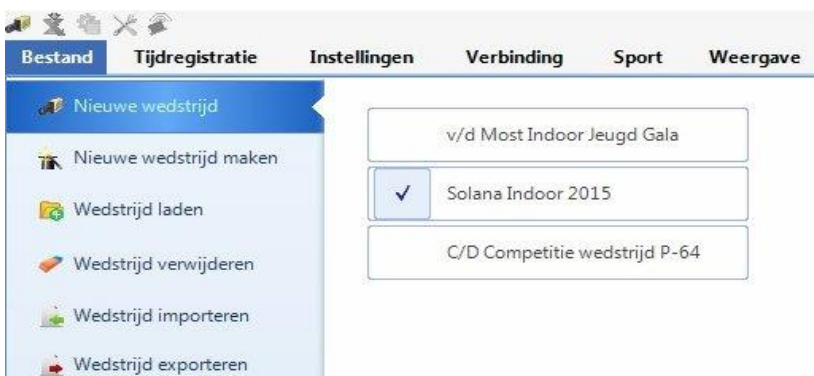 Bestand Tijdregistratie Instellingen Verbinding Sport Weergave
Nieuwe wedstrijd
Nieuwe wedstrijd maken
Wedstrijd laden
Wedstrijd verwijderen
Wedstrijd importeren
Wedstrijd exporteren
v/d Most Indoor Jeugd Gala
Solana Indoor 2015
C/D Competitie wedstrijd P-64